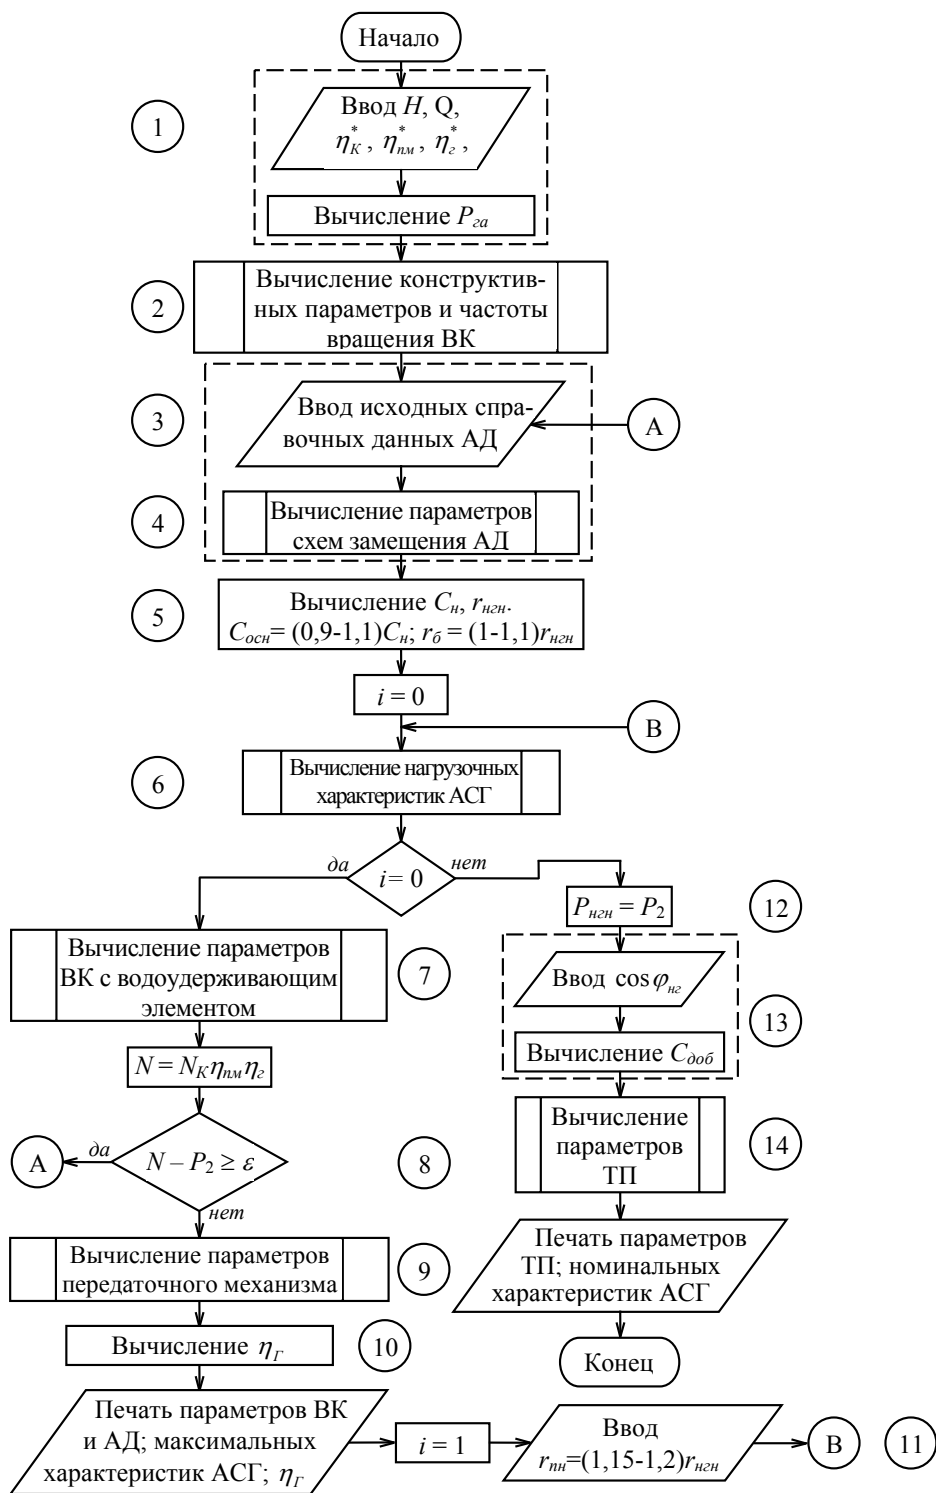 Начало
1
Ввод H, Q,
η*К, η*пм, η*г,
Вычисление Pга
2
Вычисление конструктив-
ных параметров и частоты
вращения ВК
3
Ввод исходных спра-
вочных данных АД
A
4
Вычисление параметров
схем замещения АД
5
Вычисление Cн, rнгн.
Cосн= (0,9-1,1)Cн; rб = (1-1,1)rнгн
i = 0
B
6
Вычисление нагрузочных
характеристик АСГ
да
i = 0
нет
Вычисление параметров
ВК с водоудерживающим
элементом
7
N = NКηпмηг
A
да
N – P2 ≥ ε
8
нет
Вычисление параметров
передаточного механизма
9
Вычисление ηГ
10
Печать параметров ВК
и АД; максимальных
характеристик АСГ; ηГ
i = 1
Ввод
rпн=(1,15-1,2)rнгн
B
11
Pнгн = P2
12
Ввод cosφнг
13
Вычисление Cдоб
Вычисление
параметров
ТП
14
Печать параметров
ТП; номинальных
характеристик АСГ
Конец